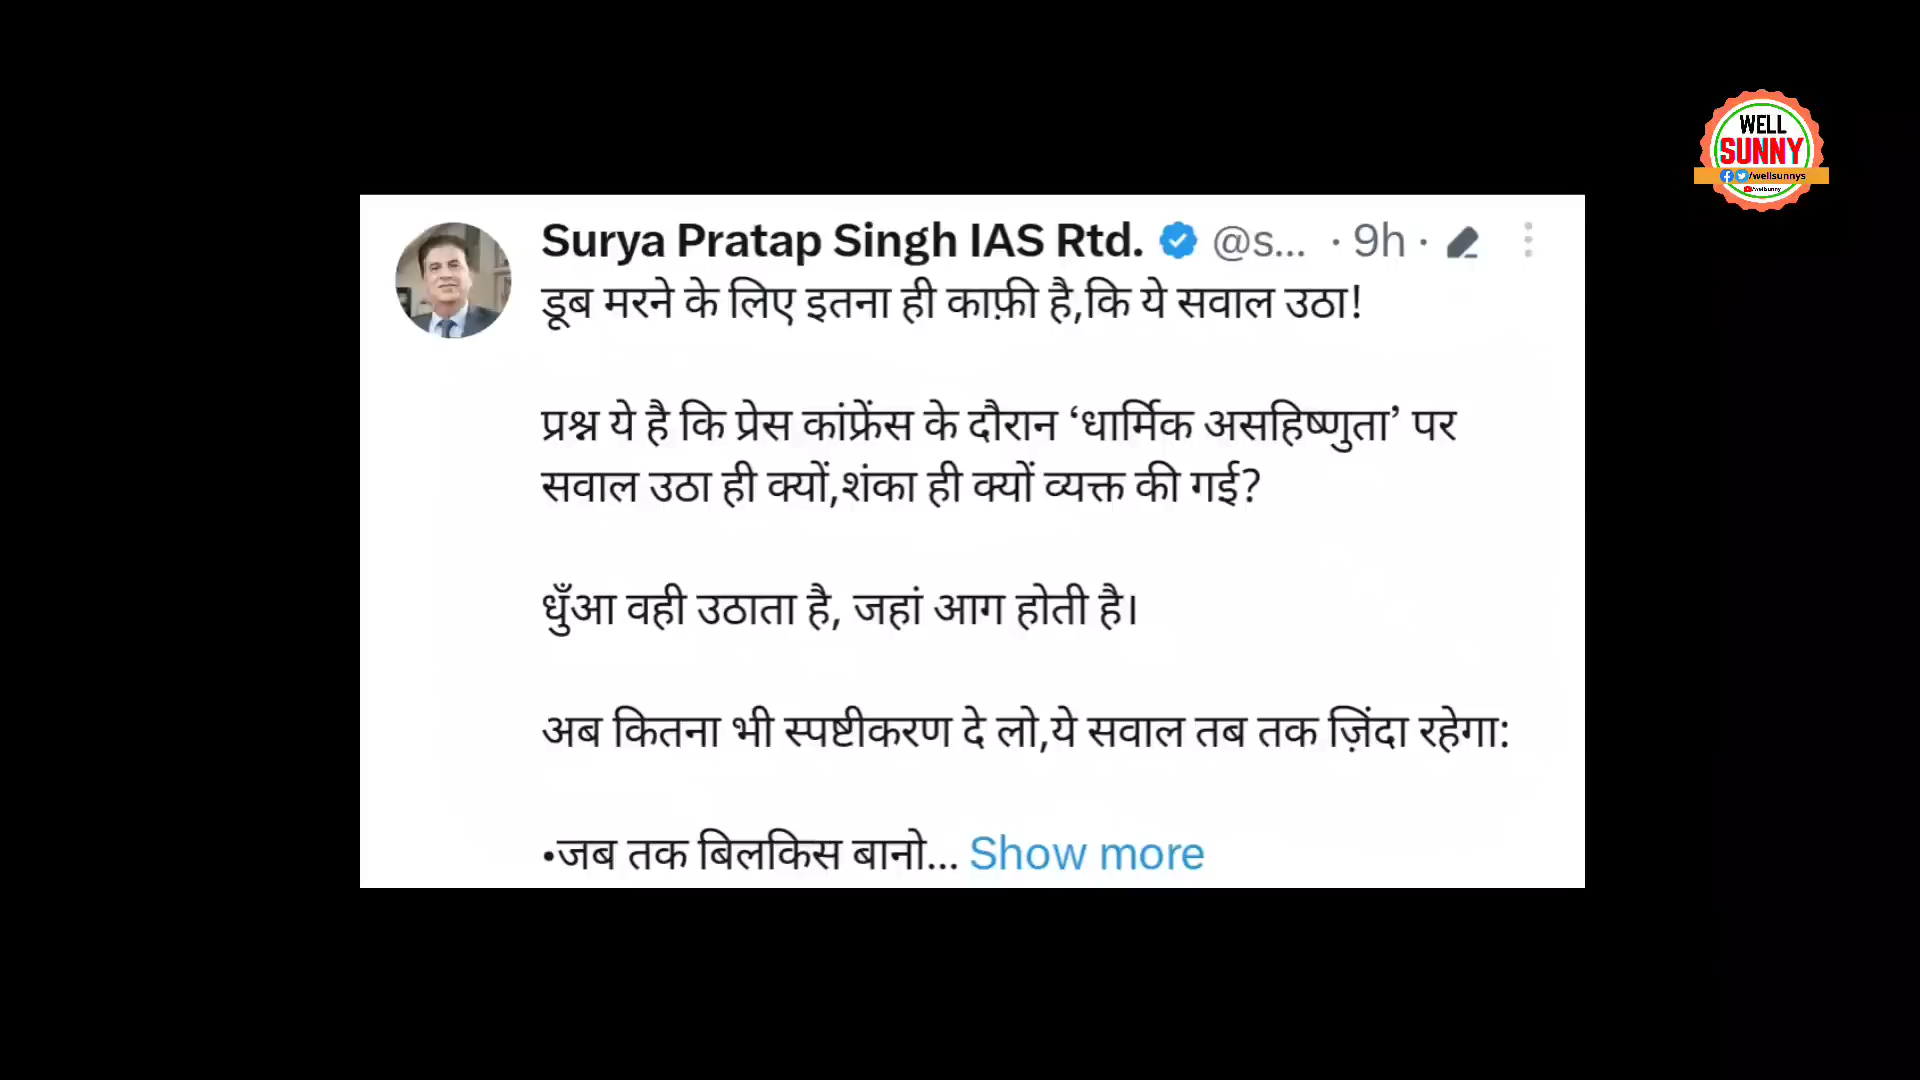 Surya Pratap Singh IAS Rtd. @s... · 9h ·
डूब मरने के लिए इतना ही काफ़ी है,कि ये सवाल उठा!
प्रश्न ये है कि प्रेस कांफ्रेंस के दौरान ‘धार्मिक असहिष्णुता’ पर
सवाल उठा ही क्यों,शंका ही क्यों व्यक्त की गई?
धुँआ वही उठाता है, जहां आग होती है।
अब कितना भी स्पष्टीकरण दे लो,ये सवाल तब तक ज़िंदा रहेगा:
•जब तक बिलकिस बानो... Show more
WELL
SUNNY
/wellsunnys
/wellsunny